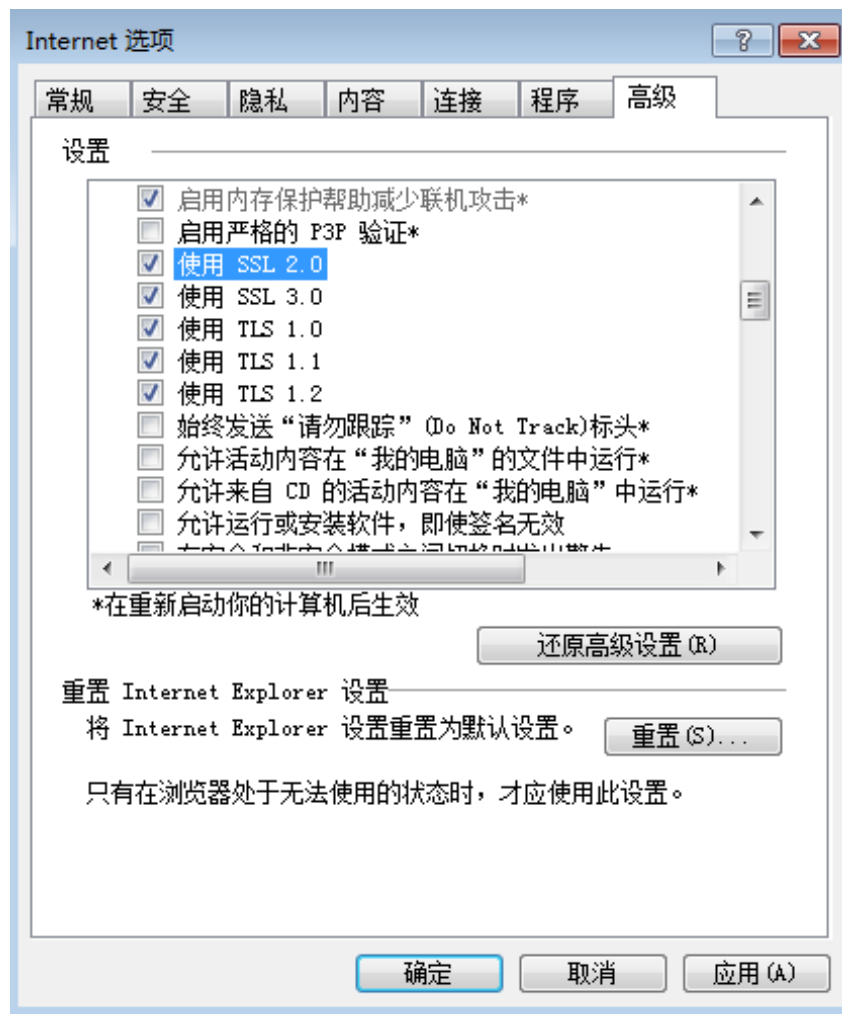 Internet 选项
常规 安全 隐私 内容 连接 程序 高级
设置
启用内存保护帮助减少联机攻击*
启用严格的 P3P 验证*
使用 SSL 2.0
使用 SSL 3.0
使用 TLS 1.0
使用 TLS 1.1
使用 TLS 1.2
始终发送“请勿跟踪” (Do Not Track)标头*
允许活动内容在“我的电脑”的文件中运行*
允许来自 CD 的活动内容在“我的电脑”中运行*
允许运行或安装软件，即使签名无效
*在重新启动你的计算机后生效
还原高级设置(R)
重置 Internet Explorer 设置
将 Internet Explorer 设置重置为默认设置。
重置(S)...
只有在浏览器处于无法使用的状态时，才应使用此设置。
确定 取消 应用(A)